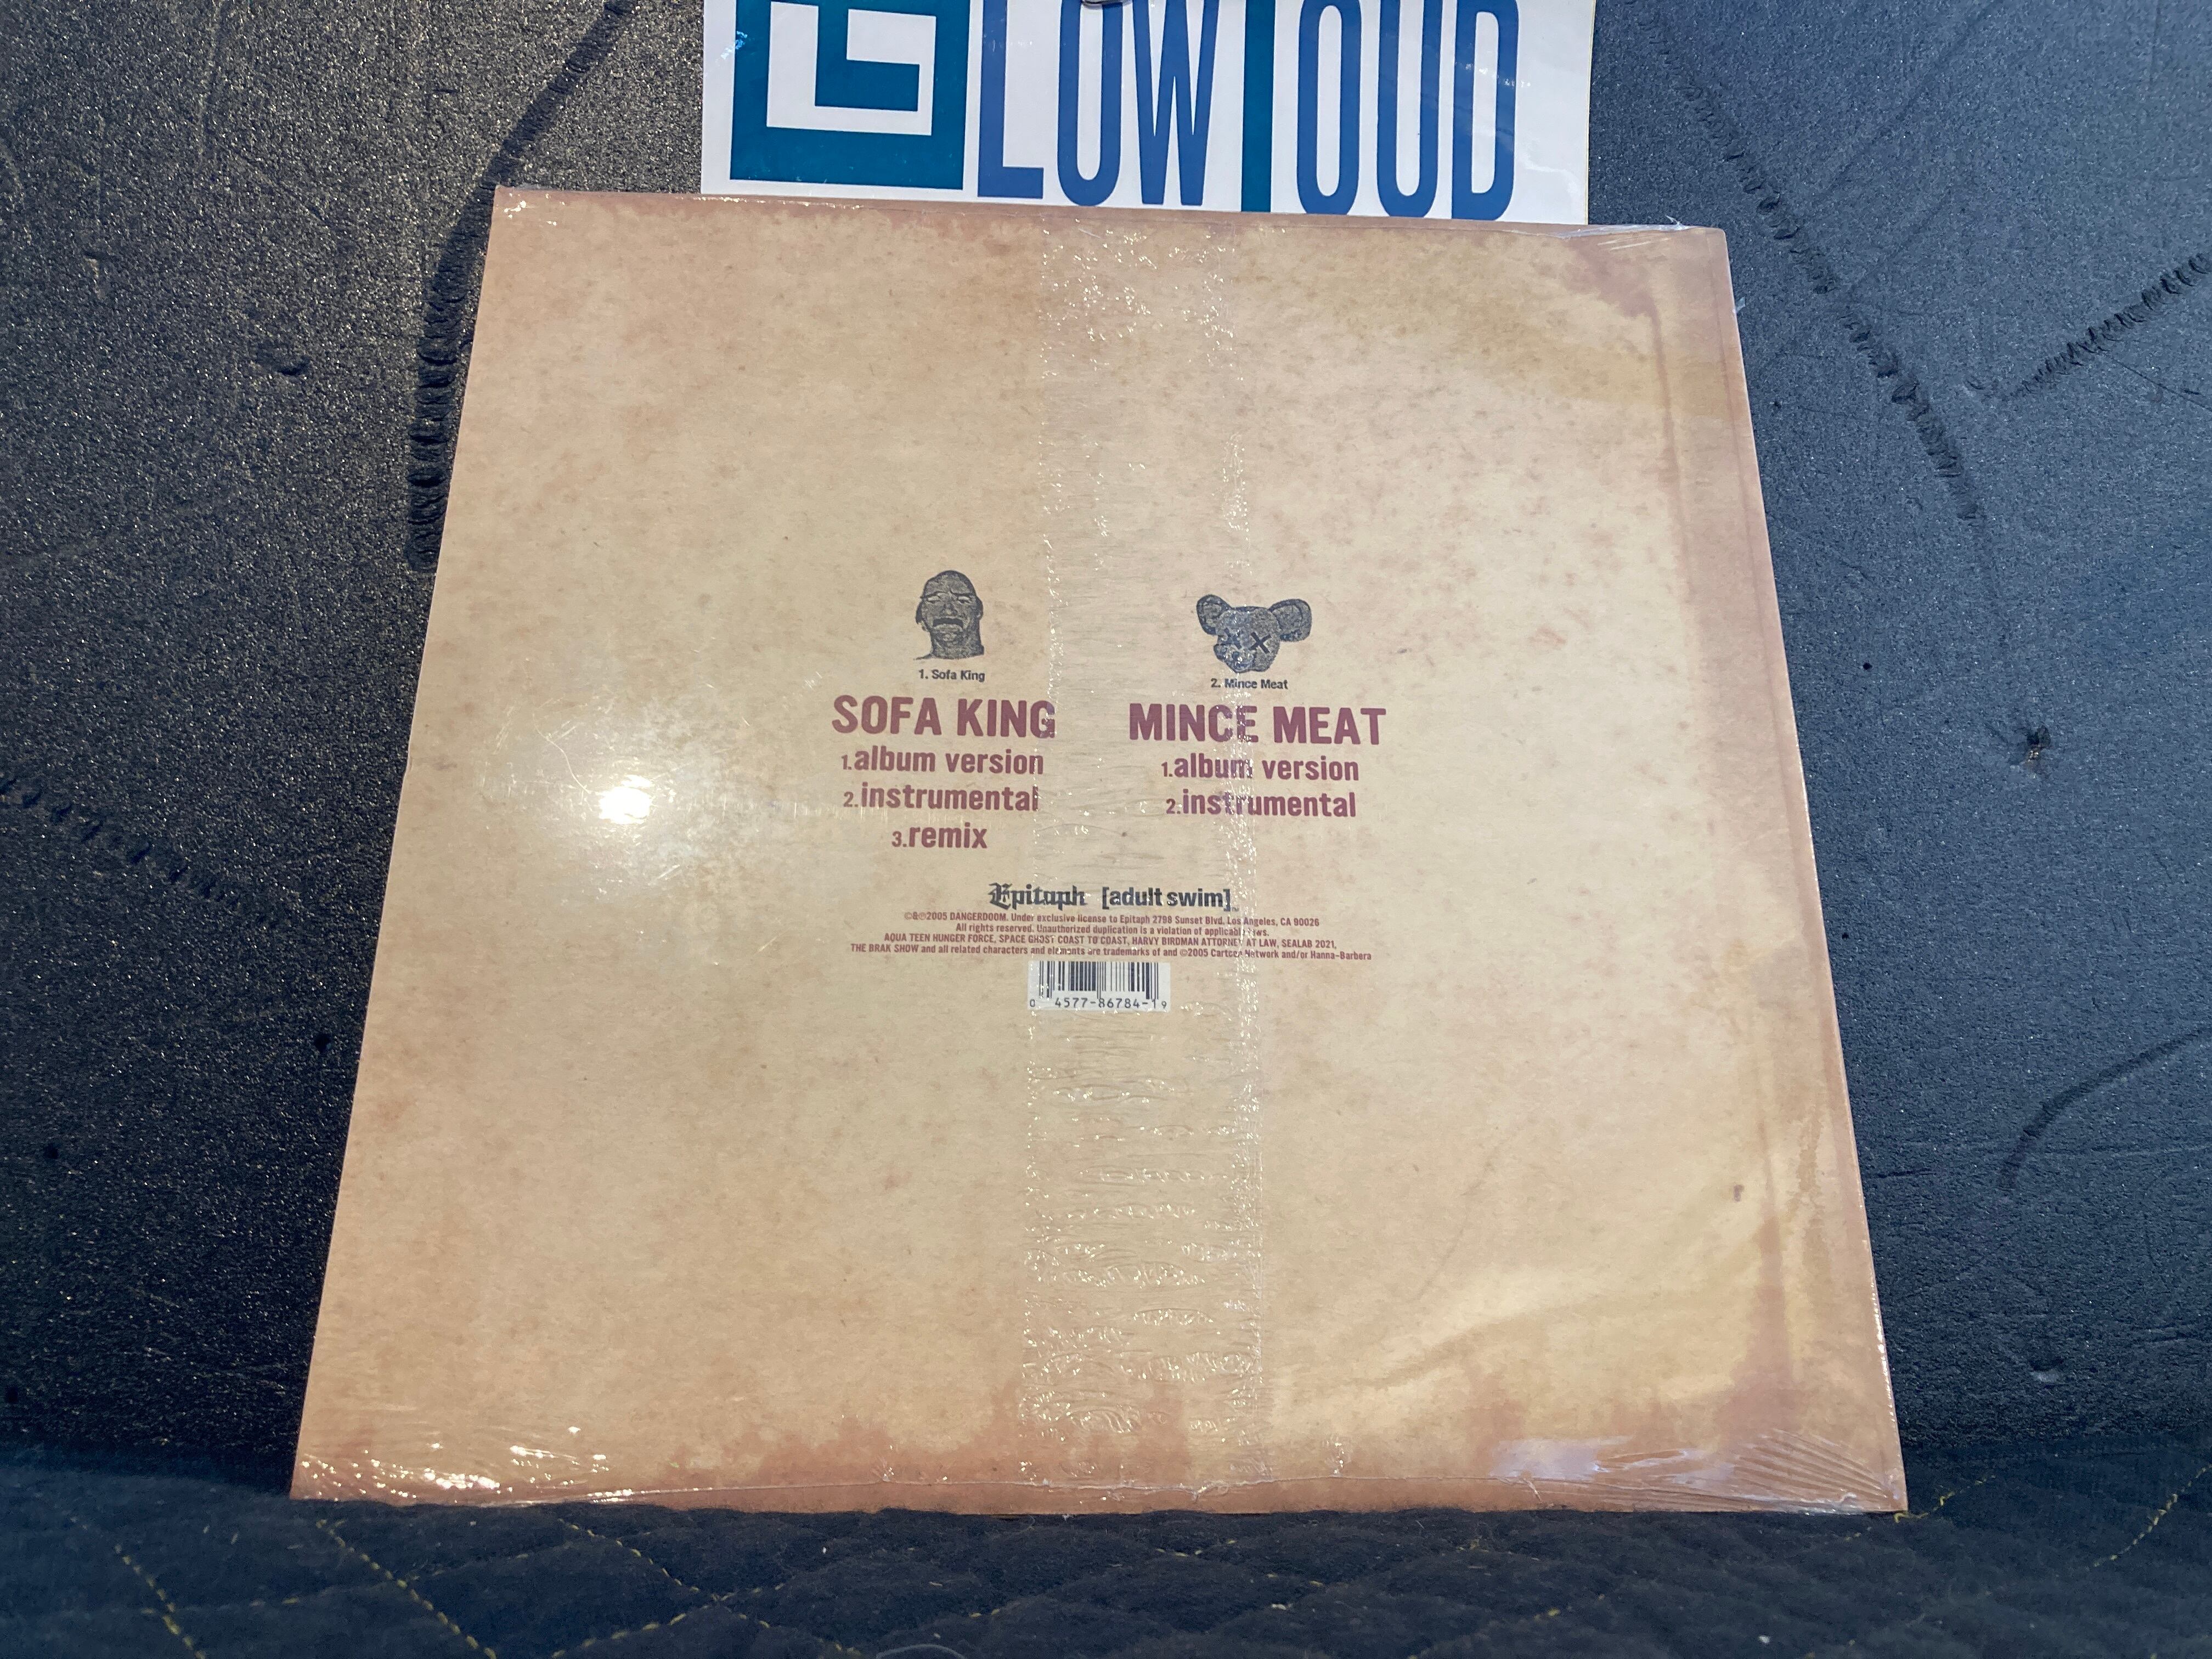 LOWLOUD
1. Sofa King
2. Mince Meat
SOFA KING
1.album version
2.instrumental
3.remix
MINCE MEAT
1.album version
2.instrumental
Epitaph [adult swim]™
©&℗2005 DANGERDOOM. Under exclusive license to Epitaph 2798 Sunset Blvd. Los Angeles, CA 90026
All rights reserved. Unauthorized duplication is a violation of applicable laws.
AQUA TEEN HUNGER FORCE, SPACE GHOST COAST TO COAST, HARVY BIRDMAN ATTORNEY AT LAW, SEALAB 2021,
THE BRAK SHOW and all related characters and elements are trademarks of and ©2005 Cartoon Network and/or Hanna-Barbera
0 4577-86784-1 9